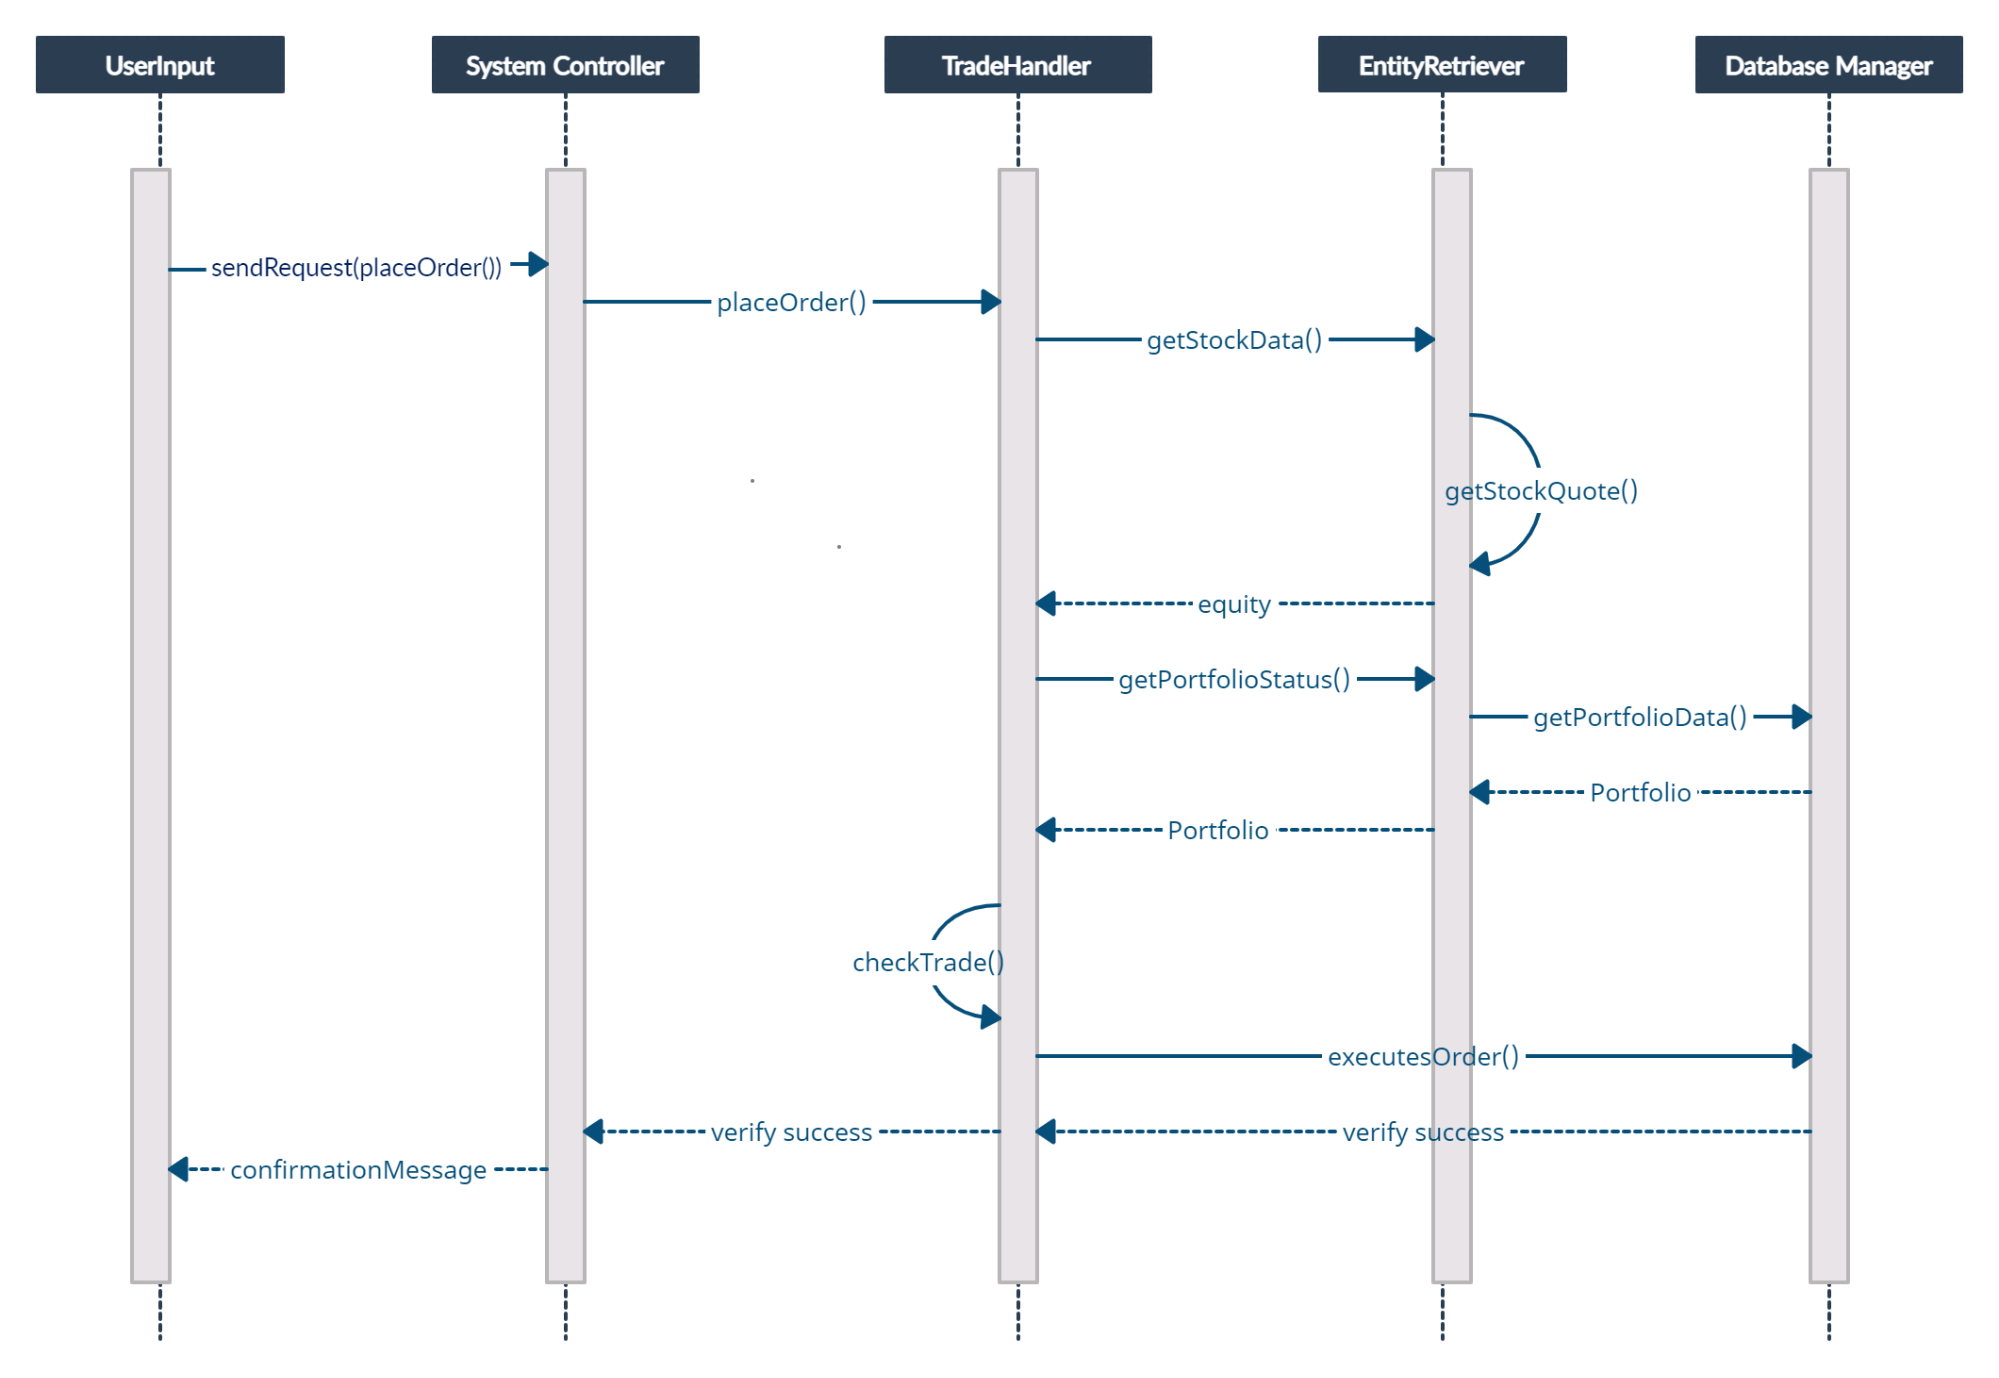 UserInput
System Controller
TradeHandler
EntityRetriever
Database Manager
sendRequest(placeOrder())
placeOrder()
getStockData()
getStockQuote()
equity
getPortfolioStatus()
getPortfolioData()
Portfolio
Portfolio
checkTrade()
executesOrder()
verify success
verify success
confirmationMessage